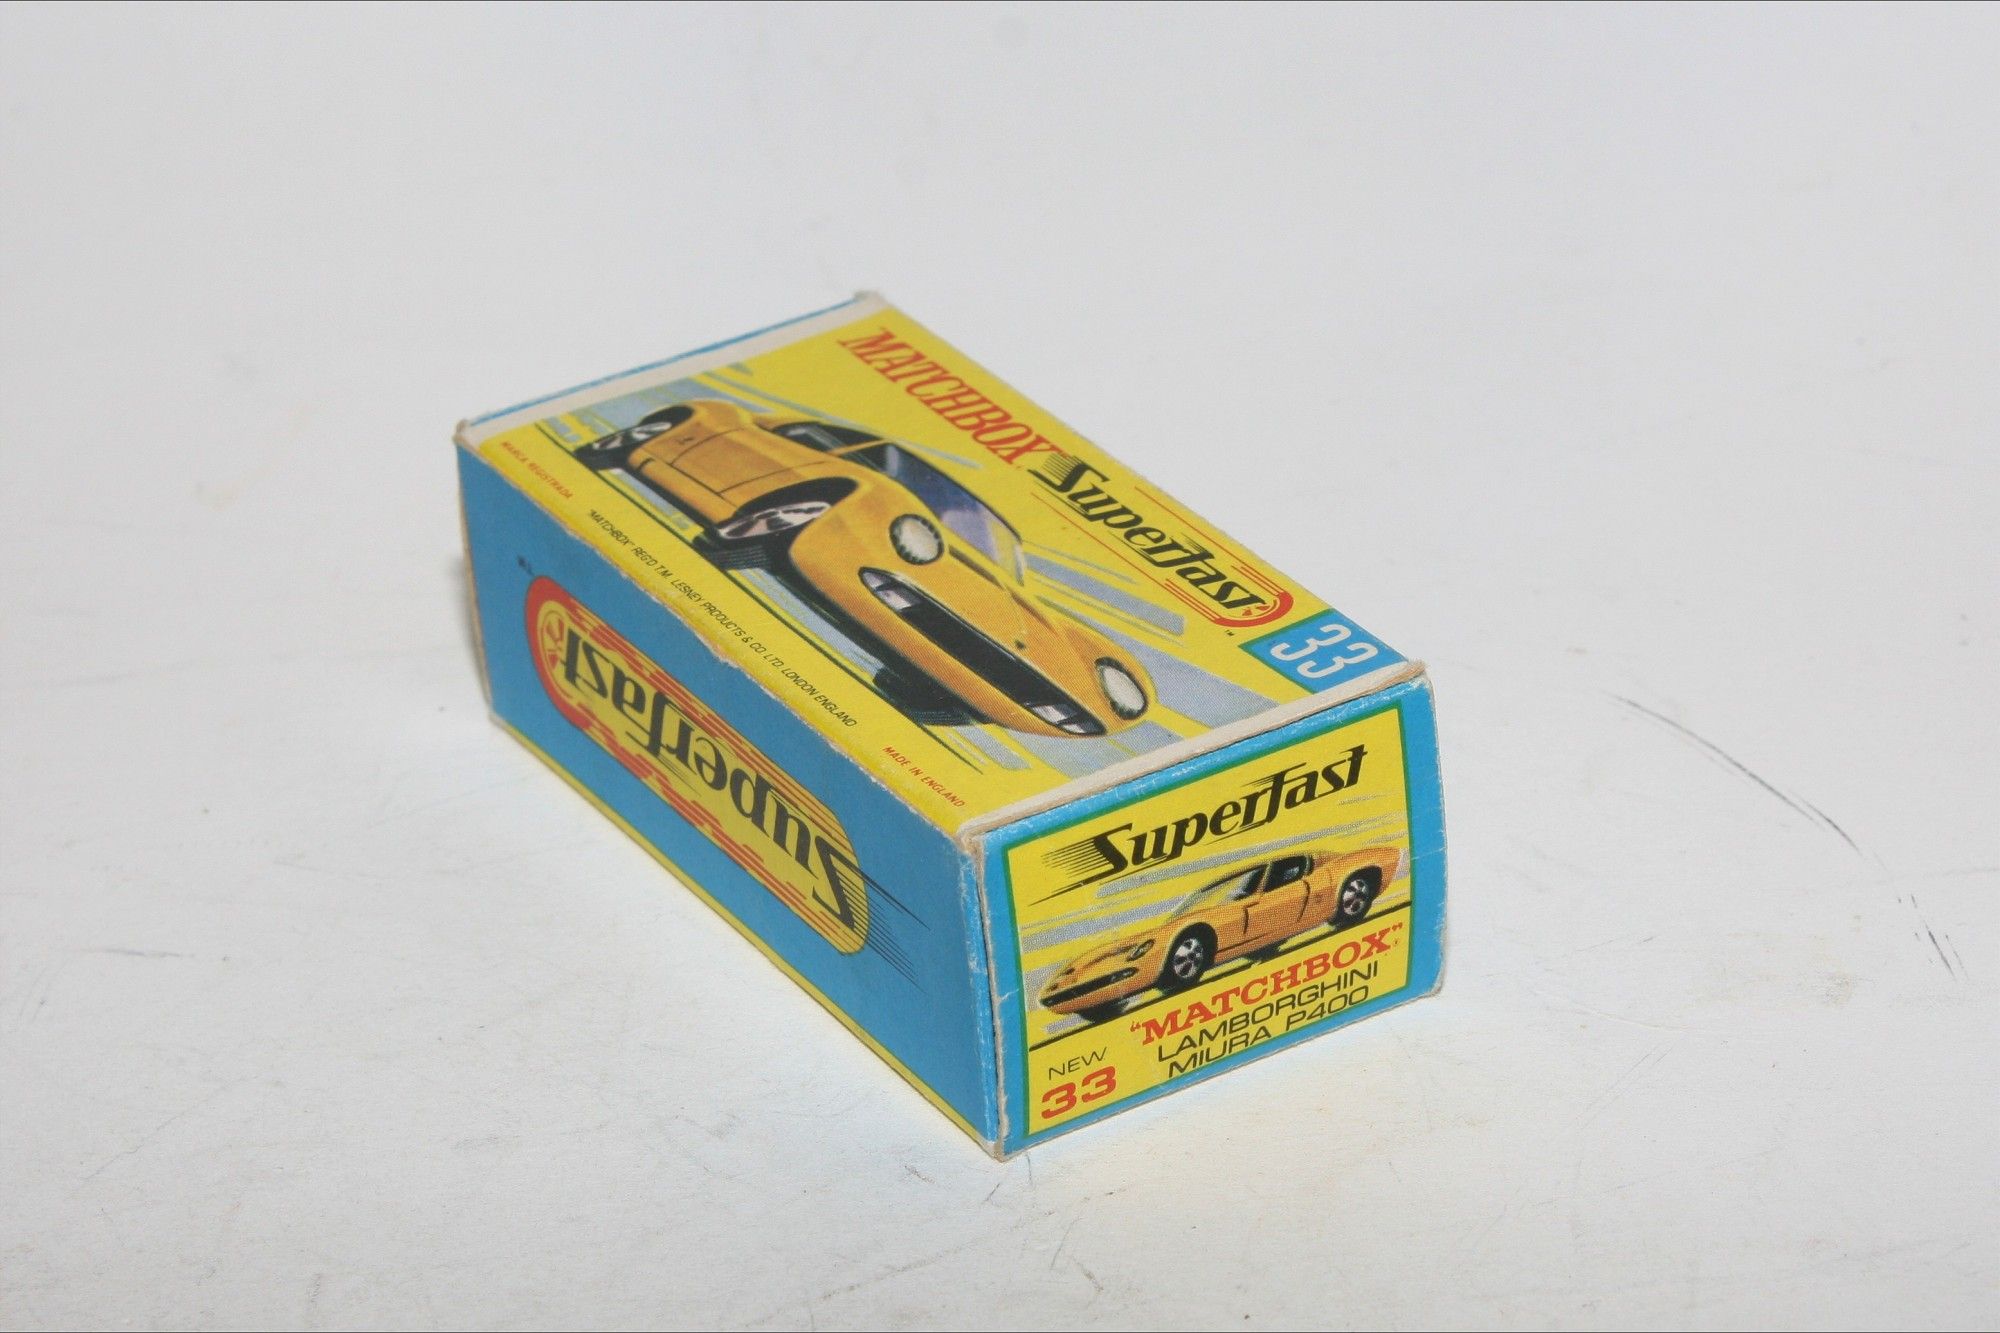 MATCHBOX Superfast
TM
33
MARCA REGISTRADA
"MATCHBOX" REG'D T.M. LESNEY PRODUCTS & CO. LTD. LONDON ENGLAND
MADE IN ENGLAND
Superfast
T.M.
Superfast
"MATCHBOX"
LAMBORGHINI
MIURA P400
NEW
33